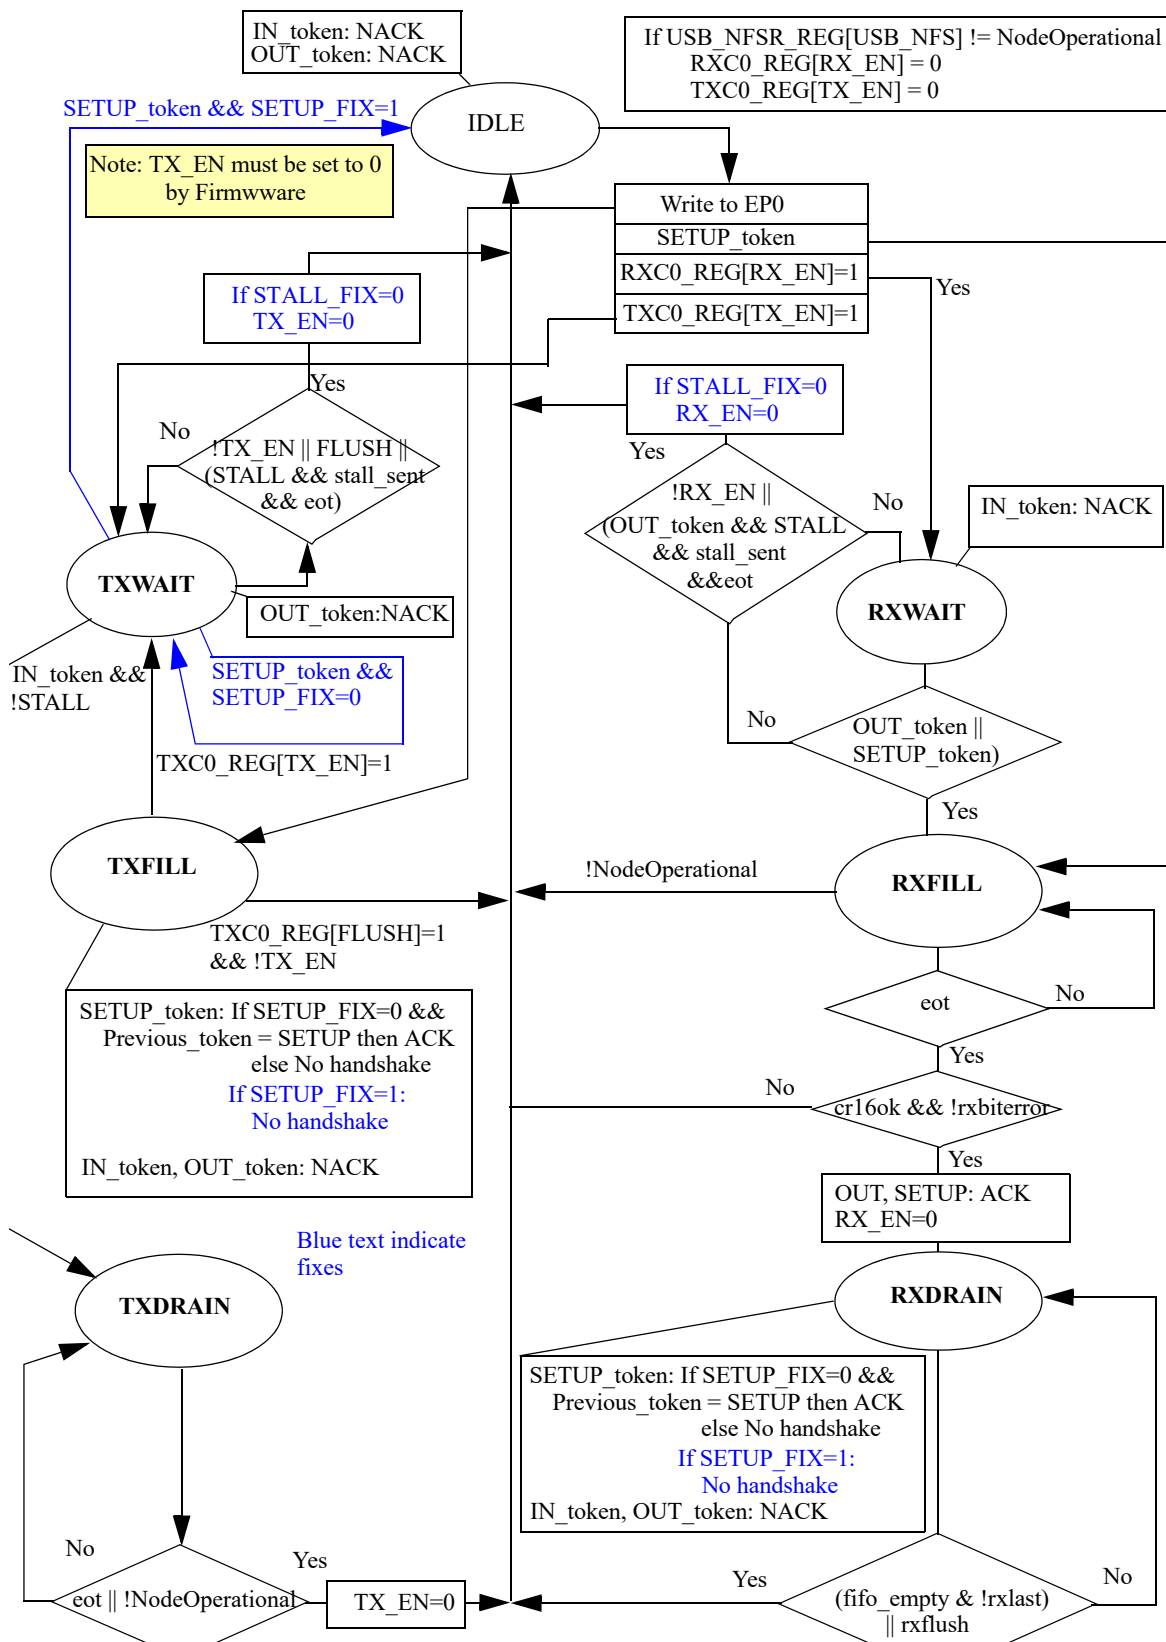 IN_token: NACK
OUT_token: NACK
If USB_NFSR_REG[USB_NFS] != NodeOperational
RXC0_REG[RX_EN] = 0
TXC0_REG[TX_EN] = 0
SETUP_token && SETUP_FIX=1
IDLE
Note: TX_EN must be set to 0
by Firmwware
Write to EP0
SETUP_token
RXC0_REG[RX_EN]=1
TXC0_REG[TX_EN]=1
Yes
If STALL_FIX=0
TX_EN=0
Yes
No
!TX_EN || FLUSH ||
(STALL && stall_sent
&& eot)
If STALL_FIX=0
RX_EN=0
Yes
No
!RX_EN ||
(OUT_token && STALL
&& stall_sent
&&eot
IN_token: NACK
TXWAIT
OUT_token:NACK
RXWAIT
IN_token &&
!STALL
SETUP_token &&
SETUP_FIX=0
TXC0_REG[TX_EN]=1
No
OUT_token ||
SETUP_token)
Yes
TXFILL
!NodeOperational
RXFILL
TXC0_REG[FLUSH]=1
&& !TX_EN
eot
No
Yes
SETUP_token: If SETUP_FIX=0 &&
Previous_token = SETUP then ACK
else No handshake
If SETUP_FIX=1:
No handshake
IN_token, OUT_token: NACK
No
cr16ok && !rxbiterror
Yes
OUT, SETUP: ACK
RX_EN=0
Blue text indicate
fixes
TXDRAIN
RXDRAIN
SETUP_token: If SETUP_FIX=0 &&
Previous_token = SETUP then ACK
else No handshake
If SETUP_FIX=1:
No handshake
IN_token, OUT_token: NACK
No
eot || !NodeOperational
Yes
TX_EN=0
Yes
(fifo_empty & !rxlast)
|| rxflush
No